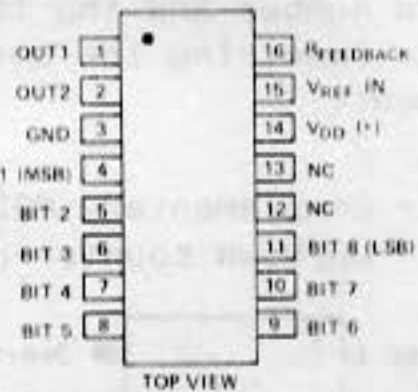 OUT1 1
OUT2 2
GND 3
1 (MSB) 4
BIT 2 5
BIT 3 6
BIT 4 7
BIT 5 8
16 RFEEDBACK
15 VREF IN
14 VDD (+)
13 NC
12 NC
11 BIT 8 (LSB)
10 BIT 7
9 BIT 6
TOP VIEW